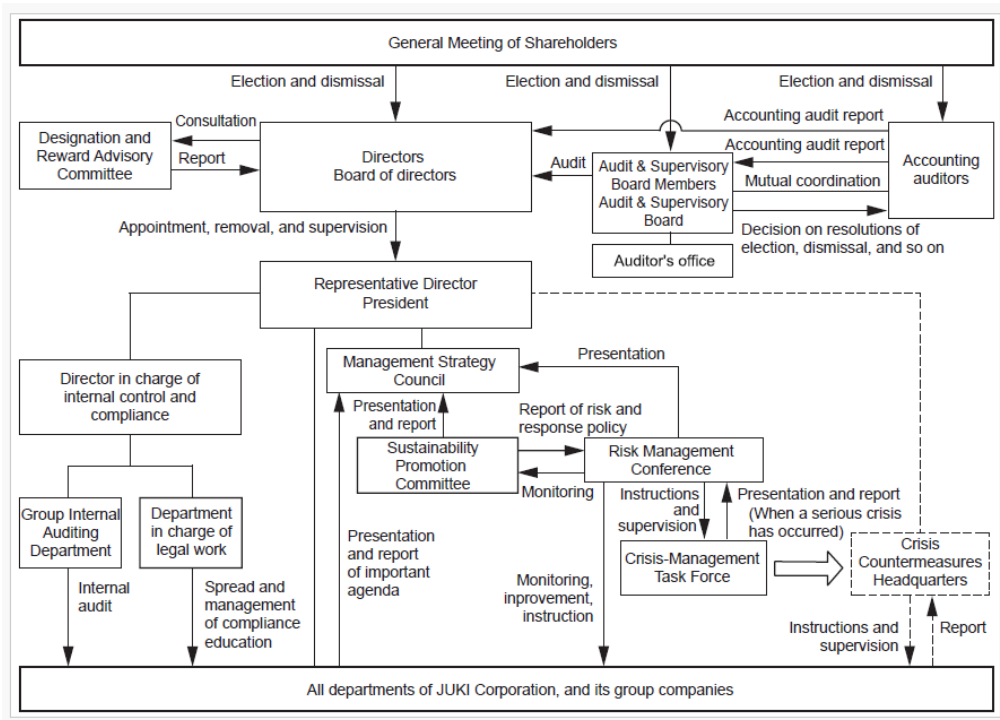 General Meeting of Shareholders
Election and dismissal
Election and dismissal
Election and dismissal
Consultation
Designation and
Reward Advisory
Committee
Report
Directors
Board of directors
Audit
Accounting audit report
Accounting audit report
Mutual coordination
Audit & Supervisory
Board Members
Audit & Supervisory
Board
Accounting
auditors
Decision on resolutions of
election, dismissal, and so on
Auditor's office
Appointment, removal, and supervision
Representative Director
President
Management Strategy
Council
Presentation
Director in charge of
internal control and
compliance
Presentation
and report
Report of risk and
response policy
Sustainability
Promotion
Committee
Monitoring
Risk Management
Conference
Group Internal
Auditing
Department
Department
in charge of
legal work
Instructions
and
supervision
Presentation and report
(When a serious crisis
has occurred)
Crisis-Management
Task Force
Crisis
Countermeasures
Headquarters
Internal
audit
Spread and
management
of compliance
education
Presentation
and report
of important
agenda
Monitoring,
inprovement,
instruction
Instructions and
supervision
Report
All departments of JUKI Corporation, and its group companies